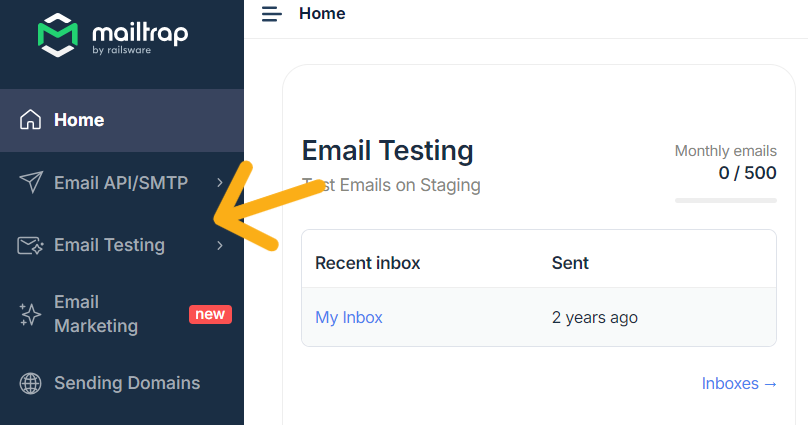 mailtrap
by railsware
Home
Email API/SMTP
Email Testing
Email
Marketing
new
Sending Domains
Home
Email Testing
Test Emails on Staging
Monthly emails
0 / 500
Recent inbox Sent
My Inbox 2 years ago
Inboxes →